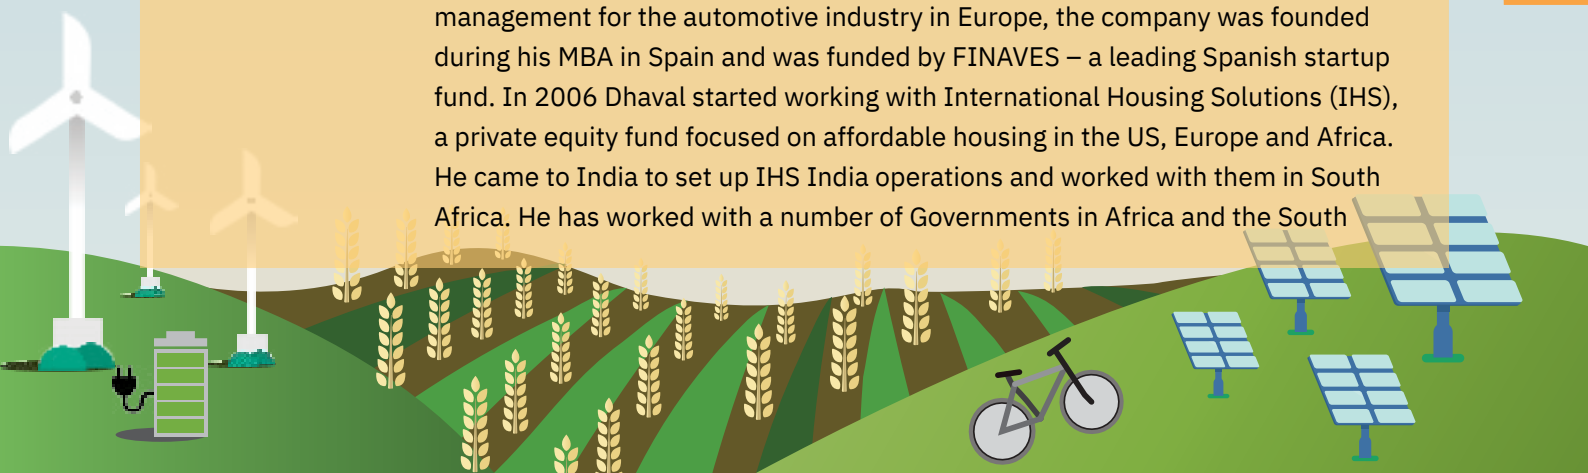 management for the automotive industry in Europe, the company was founded
during his MBA in Spain and was funded by FINAVES – a leading Spanish startup
fund. In 2006 Dhaval started working with International Housing Solutions (IHS),
a private equity fund focused on affordable housing in the US, Europe and Africa.
He came to India to set up IHS India operations and worked with them in South
Africa. He has worked with a number of Governments in Africa and the South